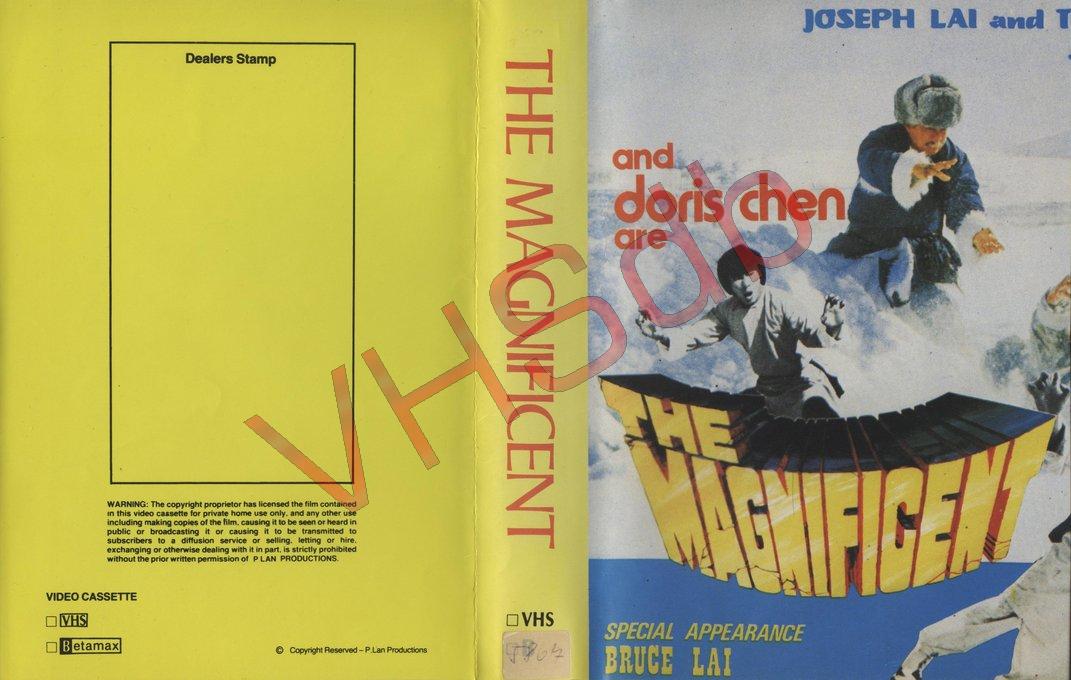 Dealers Stamp
WARNING: The copyright proprietor has licensed the film contained
in this video cassette for private home use only, and any other use
including making copies of the film, causing it to be seen or heard in
public or broadcasting it or causing it to be transmitted to
subscribers to a diffusion service or selling, letting or hire,
exchanging or otherwise dealing with it in part, is strictly prohibited
without the prior written permission of P LAN PRODUCTIONS.
VIDEO CASSETTE
VHS
Betamax
© Copyright Reserved – P.Lan Productions
THE MAGNIFICENT
VHS
JOSEPH LAI and T
and
doris chen
are
THE
MAGNIFICENT
SPECIAL APPEARANCE
BRUCE LAI
VHSdb